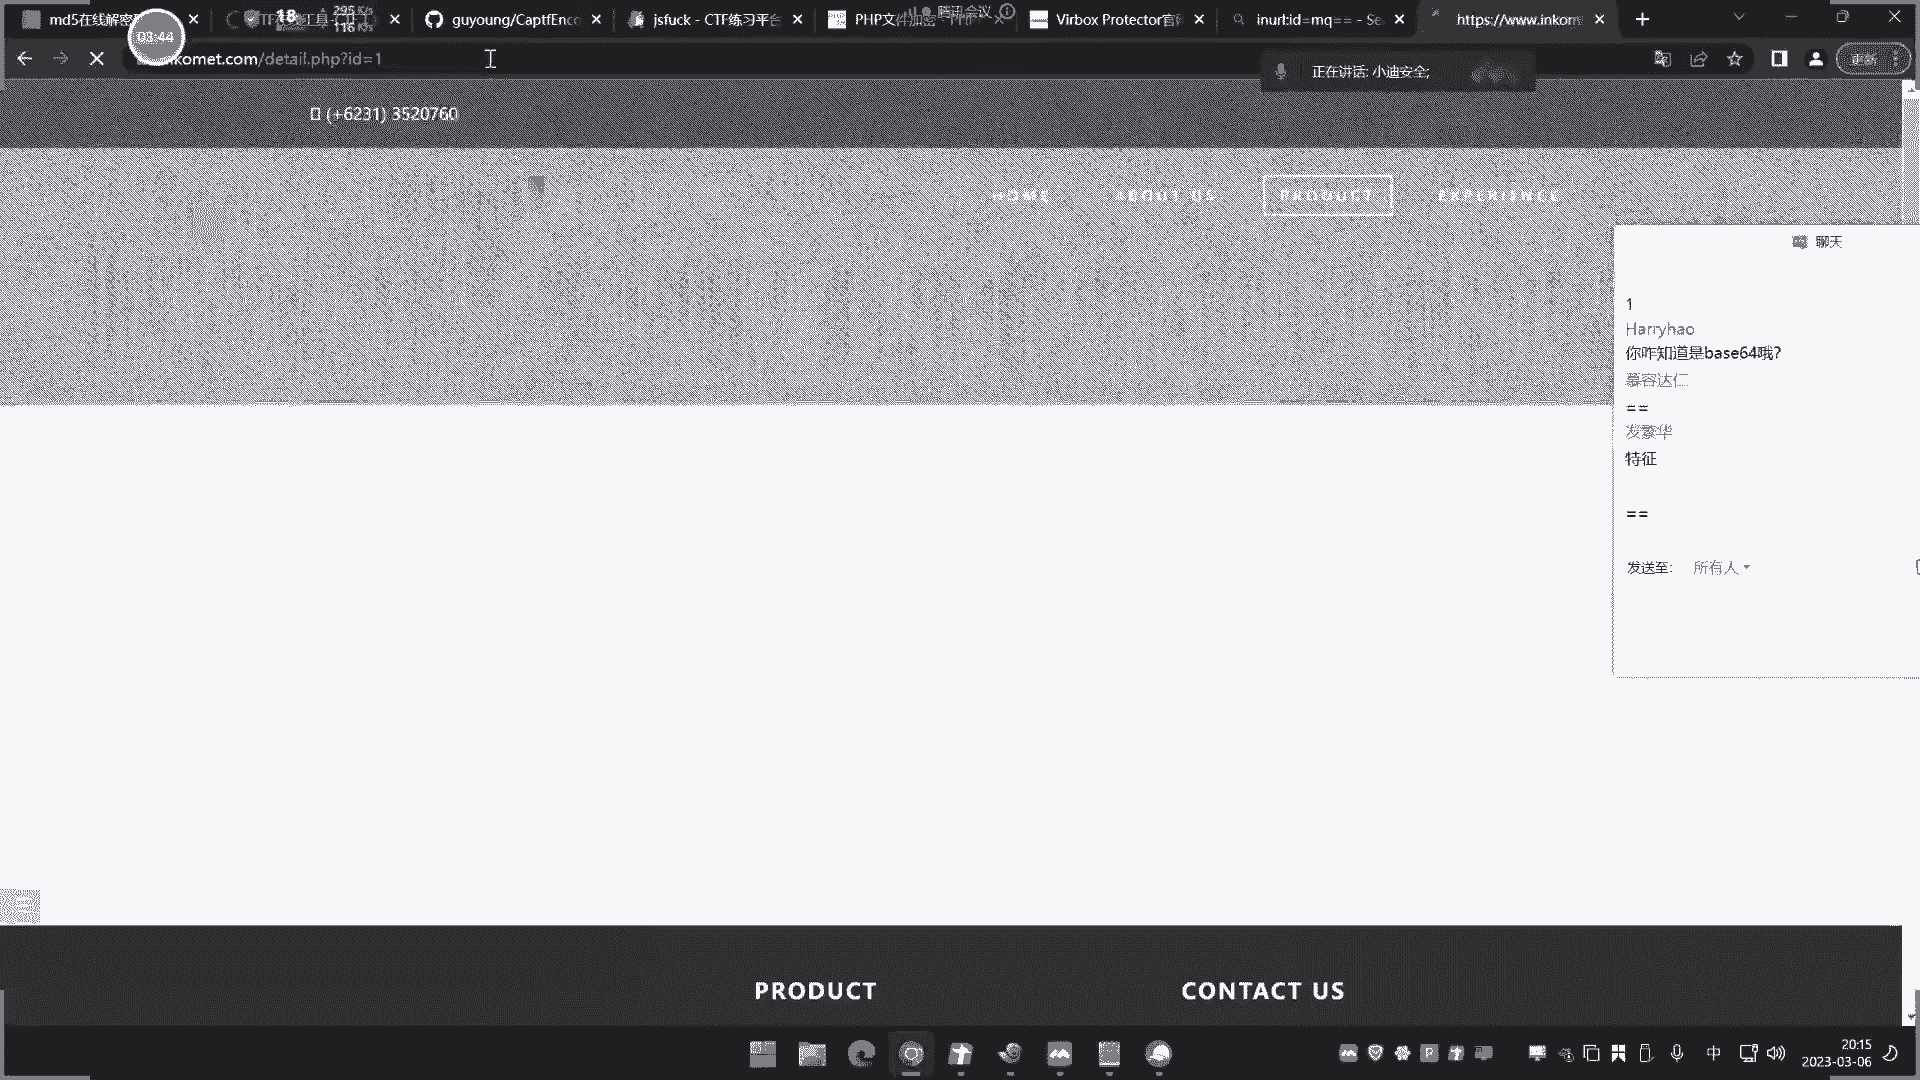 md5在线解密
18
295 K/s
116 K/s
guyoung/CaptfEnco
jsfuck - CTF练习平台
PHP文件加密 - PHP
腾讯会议
Virbox Protector官
inurl:id=mq== - Se
https://www.inkom
03:44
komet.com/detail.php?id=1
正在讲话: 小迪安全;
更新
(+6231) 3520760
HOME
ABOUT US
PRODUCT
EXPERIENCE
聊天
1
Harryhao
你咋知道是base64哦?
慕容达仁
==
发繁华
特征
==
发送至:
所有人
PRODUCT
CONTACT US
中
20:15
2023-03-06